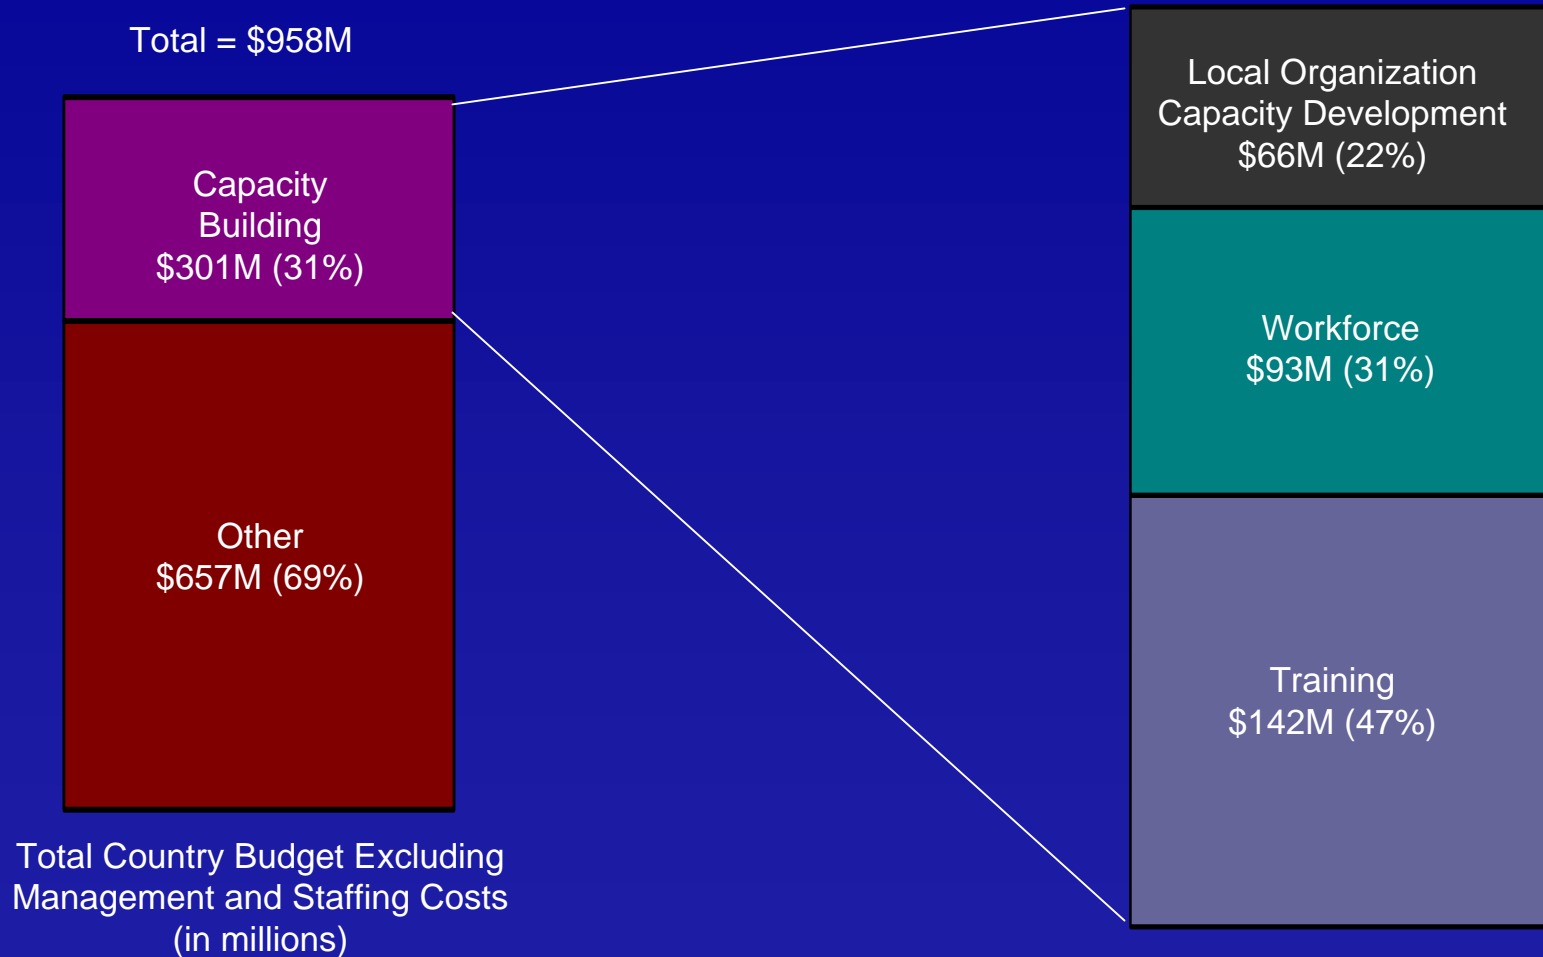 Total = $958M
Capacity
Building
$301M (31%)
Other
$657M (69%)
Total Country Budget Excluding
Management and Staffing Costs
(in millions)
Local Organization
Capacity Development
$66M (22%)
Workforce
$93M (31%)
Training
$142M (47%)